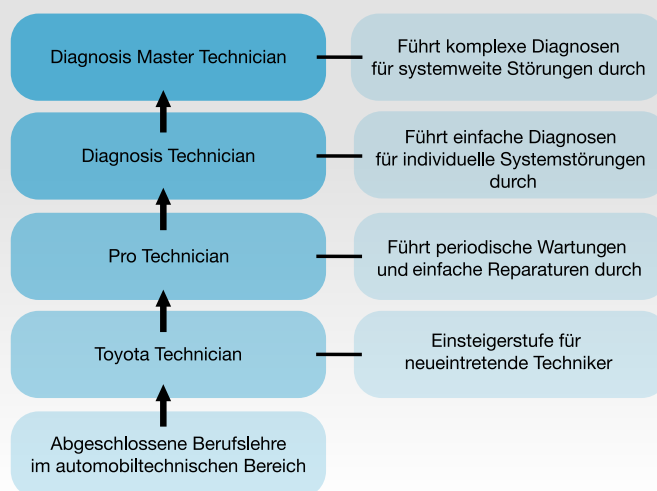 Diagnosis Master Technician
Führt komplexe Diagnosen
für systemweite Störungen durch
Diagnosis Technician
Führt einfache Diagnosen
für individuelle Systemstörungen
durch
Pro Technician
Führt periodische Wartungen
und einfache Reparaturen durch
Toyota Technician
Einsteigerstufe für
neueintretende Techniker
Abgeschlossene Berufslehre
im automobiltechnischen Bereich